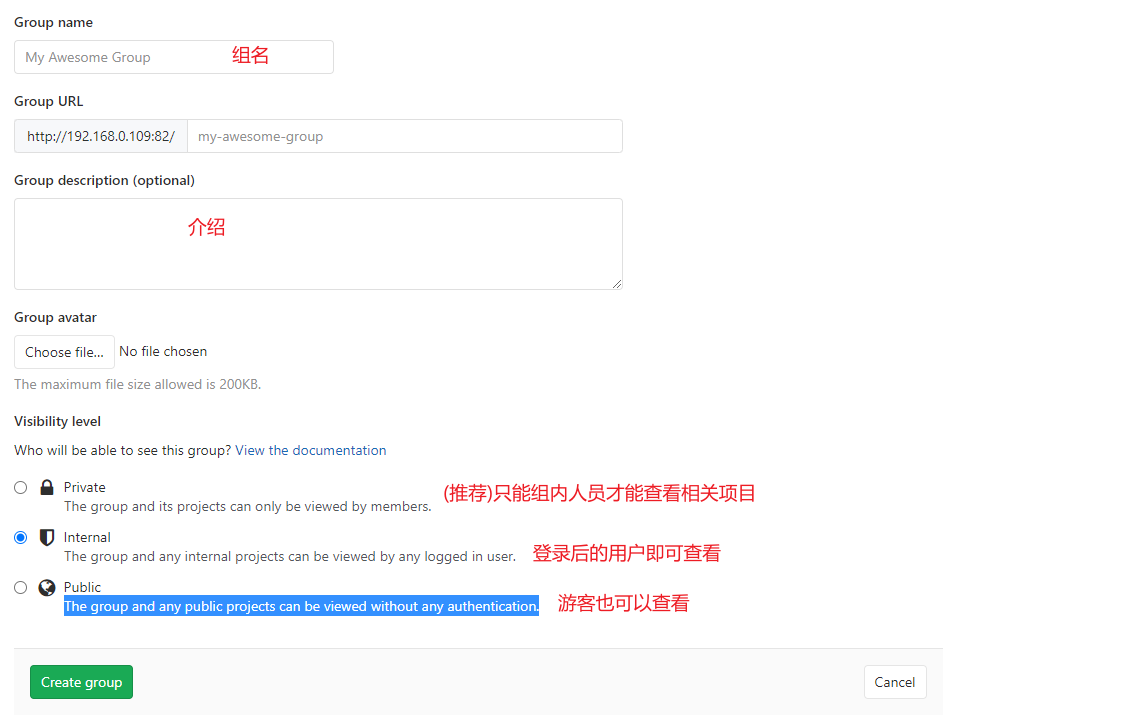 Group name
My Awesome Group 组名
Group URL
http://192.168.0.109:82/ my-awesome-group
Group description (optional)
介绍
Group avatar
Choose file... No file chosen
The maximum file size allowed is 200KB.
Visibility level
Who will be able to see this group? View the documentation
Private
(推荐)只能组内人员才能查看相关项目
The group and its projects can only be viewed by members.
Internal
The group and any internal projects can be viewed by any logged in user. 登录后的用户即可查看
Public
The group and any public projects can be viewed without any authentication. 游客也可以查看
Create group Cancel